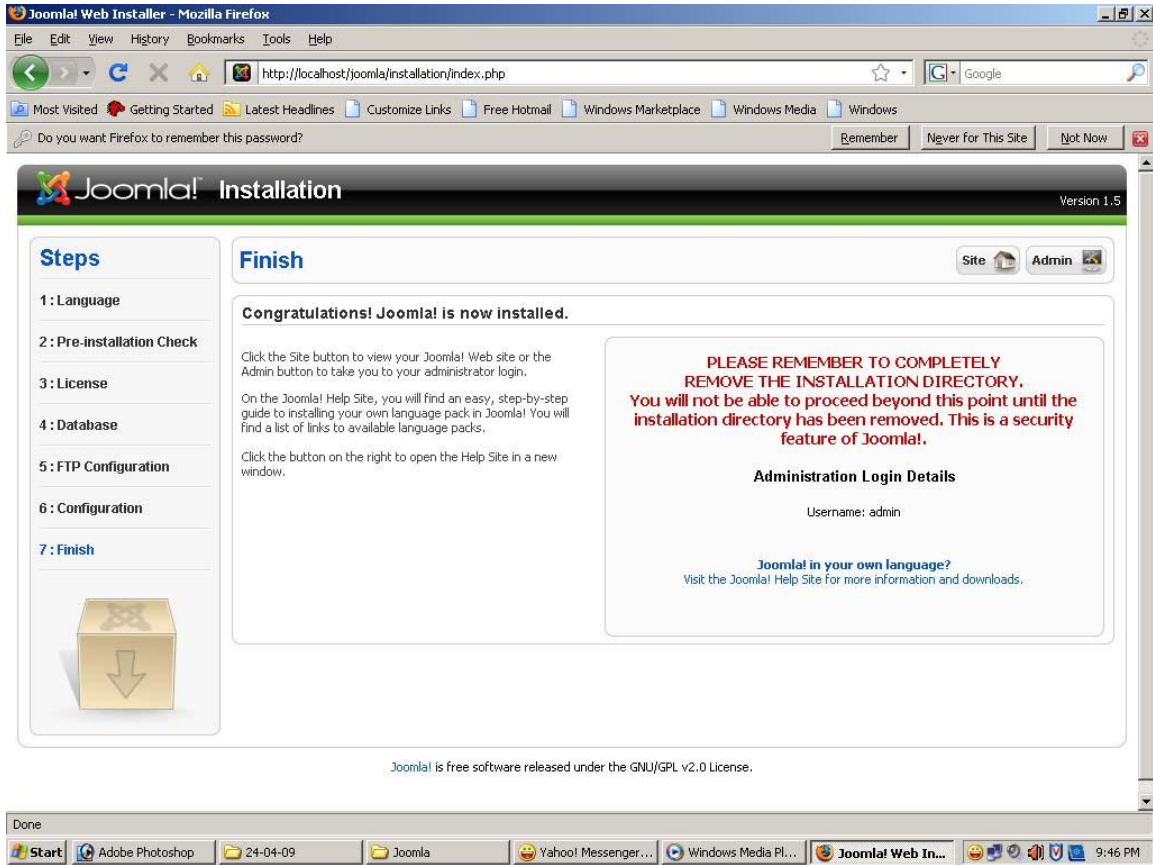 Joomla! Web Installer - Mozilla Firefox
File Edit View History Bookmarks Tools Help
http://localhost/joomla/installation/index.php
Google
Most Visited Getting Started Latest Headlines Customize Links Free Hotmail Windows Marketplace Windows Media Windows
Do you want Firefox to remember this password? Remember Never for This Site Not Now
Joomla! Installation
Version 1.5
Steps
1 : Language
2 : Pre-installation Check
3 : License
4 : Database
5 : FTP Configuration
6 : Configuration
7 : Finish
Finish
Site Admin
Congratulations! Joomla! is now installed.
Click the Site button to view your Joomla! Web site or the
Admin button to take you to your administrator login.
On the Joomla! Help Site, you will find an easy, step-by-step
guide to installing your own language pack in Joomla! You will
find a list of links to available language packs.
Click the button on the right to open the Help Site in a new
window.
PLEASE REMEMBER TO COMPLETELY
REMOVE THE INSTALLATION DIRECTORY.
You will not be able to proceed beyond this point until the
installation directory has been removed. This is a security
feature of Joomla!.
Administration Login Details
Username: admin
Joomla! in your own language?
Visit the Joomla! Help Site for more information and downloads.
Joomla! is free software released under the GNU/GPL v2.0 License.
Done
Start Adobe Photoshop 24-04-09 Joomla Yahoo! Messenger... Windows Media Pl... Joomla! Web In... 9:46 PM